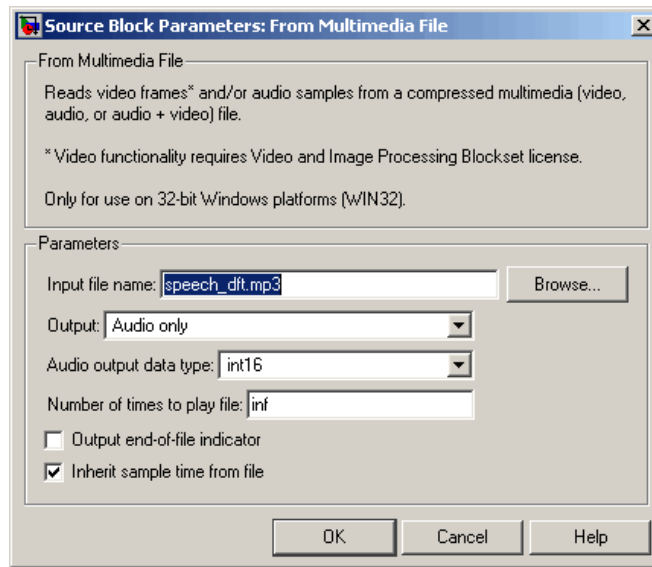 Source Block Parameters: From Multimedia File
From Multimedia File
Reads video frames* and/or audio samples from a compressed multimedia (video,
audio, or audio + video) file.
* Video functionality requires Video and Image Processing Blockset license.
Only for use on 32-bit Windows platforms (WIN32).
Parameters
Input file name: speech_dft.mp3 Browse...
Output: Audio only
Audio output data type: int16
Number of times to play file: inf
Output end-of-file indicator
Inherit sample time from file
OK Cancel Help